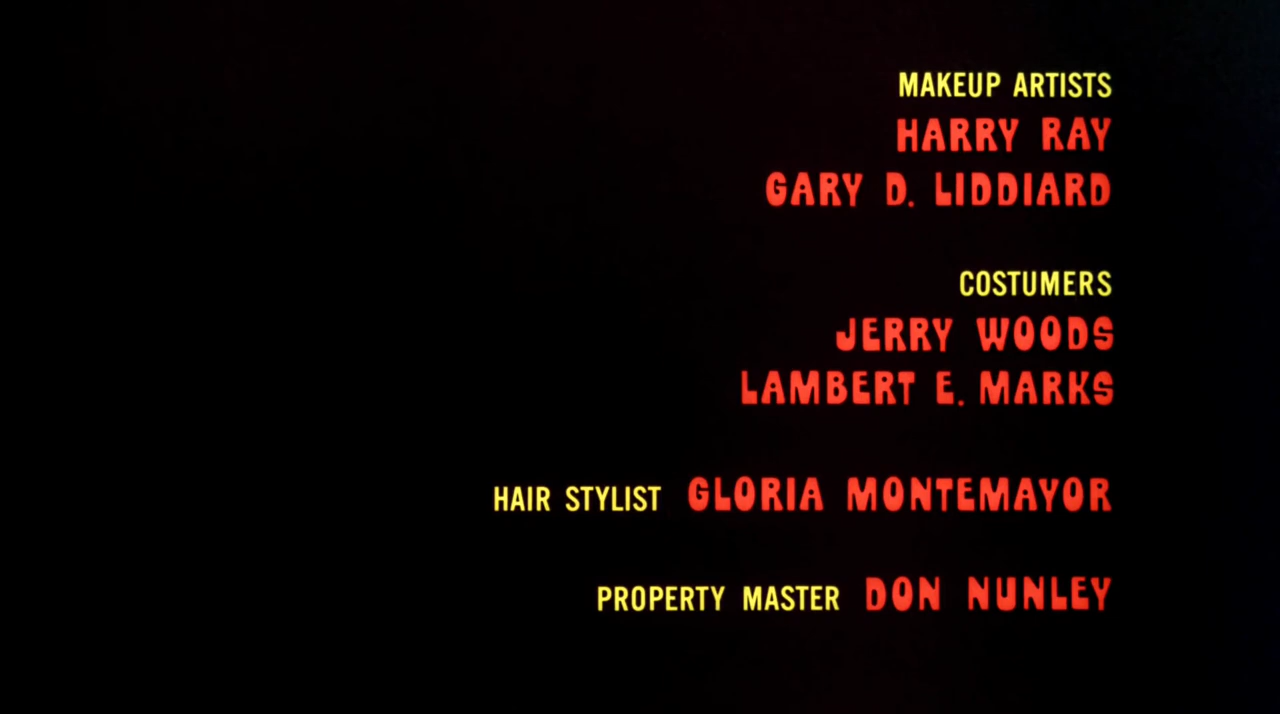 MAKEUP ARTISTS
HARRY RAY
GARY D. LIDDIARD
COSTUMERS
JERRY WOODS
LAMBERT E. MARKS
HAIR STYLIST GLORIA MONTEMAYOR
PROPERTY MASTER DON NUNLEY